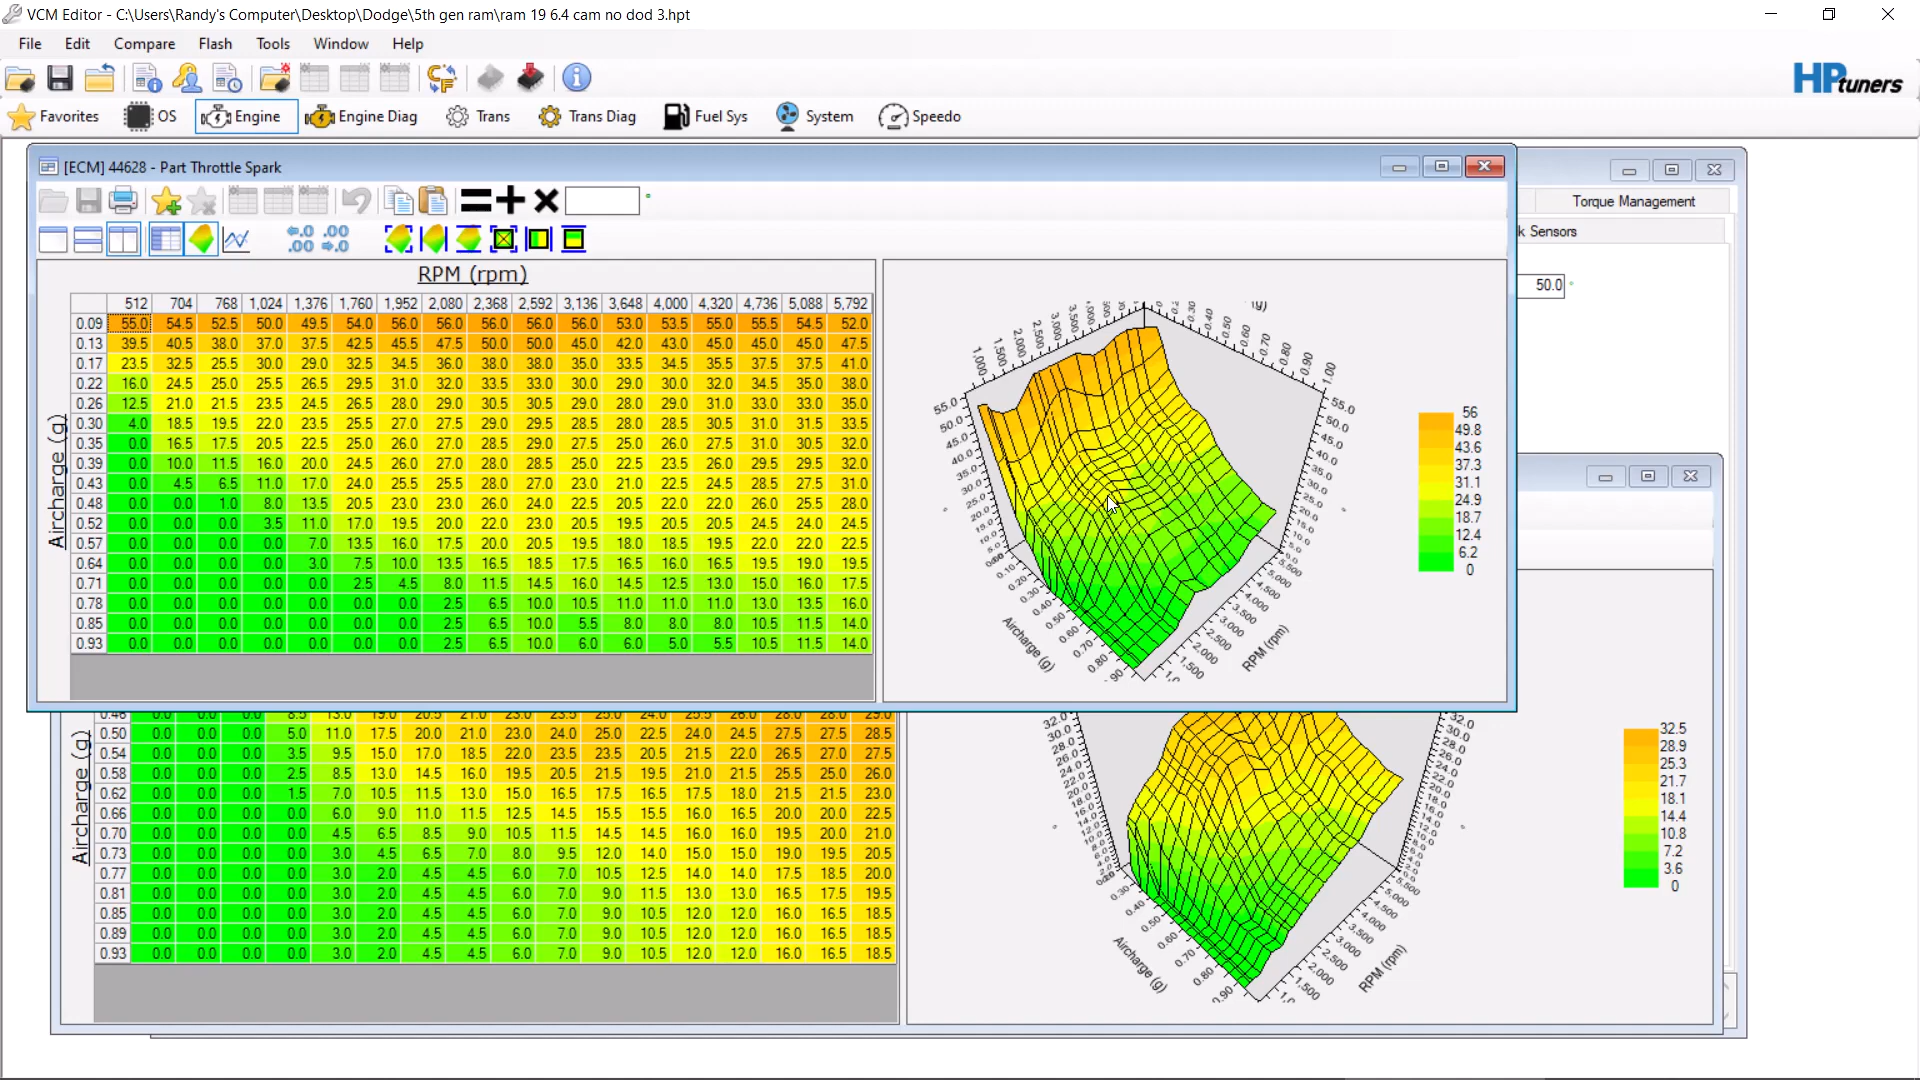 VCM Editor - C:\Users\Randy's Computer\Desktop\Dodge\5th gen ram\ram 19 6.4 cam no dod 3.hpt
File Edit Compare Flash Tools Window Help
HPtuners
Favorites OS Engine Engine Diag Trans Trans Diag Fuel Sys System Speedo
[ECM] 44628 - Part Throttle Spark
Torque Management
k Sensors
50.0 °
RPM (rpm)
512 704 768 1,024 1,376 1,760 1,952 2,080 2,368 2,592 3,136 3,648 4,000 4,320 4,736 5,088 5,792
0.09 55.0 54.5 52.5 50.0 49.5 54.0 56.0 56.0 56.0 56.0 56.0 53.0 53.5 55.0 55.5 54.5 52.0
0.13 39.5 40.5 38.0 37.0 37.5 42.5 45.5 47.5 50.0 50.0 45.0 42.0 43.0 45.0 45.0 45.0 47.5
0.17 23.5 32.5 25.5 30.0 29.0 32.5 34.5 36.0 38.0 38.0 35.0 33.5 34.5 35.5 37.5 37.5 41.0
0.22 16.0 24.5 25.0 25.5 26.5 29.5 31.0 32.0 33.5 33.0 30.0 29.0 30.0 32.0 34.5 35.0 38.0
0.26 12.5 21.0 21.5 23.5 24.5 26.5 28.0 29.0 30.5 30.5 29.0 28.0 29.0 31.0 33.0 33.0 35.0
0.30 4.0 18.5 19.5 22.0 23.5 25.5 27.0 27.5 29.0 29.5 28.5 28.0 28.5 30.5 31.0 31.5 33.5
0.35 0.0 16.5 17.5 20.5 22.5 25.0 26.0 27.0 28.5 29.0 27.5 25.0 26.0 27.5 31.0 30.5 32.0
0.39 0.0 10.0 11.5 16.0 20.0 24.5 26.0 27.0 28.0 28.5 25.0 22.5 23.5 26.0 29.5 29.5 32.0
0.43 0.0 4.5 6.5 11.0 17.0 24.0 25.5 25.5 28.0 27.0 23.0 21.0 22.5 24.5 28.5 27.5 31.0
0.48 0.0 0.0 1.0 8.0 13.5 20.5 23.0 23.0 26.0 24.0 22.5 20.5 22.0 22.0 26.0 25.5 28.0
0.52 0.0 0.0 0.0 3.5 11.0 17.0 19.5 20.0 22.0 23.0 20.5 19.5 20.5 20.5 24.5 24.0 24.5
0.57 0.0 0.0 0.0 0.0 7.0 13.5 16.0 17.5 20.0 20.5 19.5 18.0 18.5 19.5 22.0 22.0 22.5
0.64 0.0 0.0 0.0 0.0 3.0 7.5 10.0 13.5 16.5 18.5 17.5 16.5 16.0 16.5 19.5 19.0 19.5
0.71 0.0 0.0 0.0 0.0 0.0 2.5 4.5 8.0 11.5 14.5 16.0 14.5 12.5 13.0 15.0 16.0 17.5
0.78 0.0 0.0 0.0 0.0 0.0 0.0 0.0 2.5 6.5 10.0 10.5 11.0 11.0 11.0 13.0 13.5 16.0
0.85 0.0 0.0 0.0 0.0 0.0 0.0 0.0 2.5 6.5 10.0 5.5 8.0 8.0 8.0 10.5 11.5 14.0
0.93 0.0 0.0 0.0 0.0 0.0 0.0 0.0 2.5 6.5 10.0 6.0 6.0 5.0 5.5 10.5 11.5 14.0
Aircharge (g)
Aircharge (g)
RPM (rpm)
56
49.8
43.6
37.3
31.1
24.9
18.7
12.4
6.2
0
0.50 0.0 0.0 0.0 5.0 11.0 17.5 20.0 21.0 23.0 24.0 25.0 22.5 24.0 24.5 27.5 27.5 28.5
0.54 0.0 0.0 0.0 3.5 9.5 15.0 17.0 18.5 22.0 23.5 23.5 20.5 21.5 22.0 26.5 27.0 27.5
0.58 0.0 0.0 0.0 2.5 8.5 13.0 14.5 16.0 19.5 20.5 21.5 19.5 21.0 21.5 25.5 25.0 26.0
0.62 0.0 0.0 0.0 1.5 7.0 10.5 11.5 13.0 15.0 16.5 17.5 16.5 17.5 18.0 21.5 21.5 23.0
0.66 0.0 0.0 0.0 0.0 6.0 9.0 11.0 11.5 12.5 14.5 15.5 15.5 16.0 16.5 20.0 20.0 22.5
0.70 0.0 0.0 0.0 0.0 4.5 6.5 8.5 9.0 10.5 11.5 14.5 14.5 16.0 16.0 19.5 20.0 21.0
0.73 0.0 0.0 0.0 0.0 3.0 4.5 6.5 7.0 8.0 9.5 12.0 14.0 15.0 15.0 19.0 19.5 20.5
0.77 0.0 0.0 0.0 0.0 3.0 2.0 4.5 4.5 6.0 7.0 10.5 12.5 14.0 14.0 17.5 18.5 20.0
0.81 0.0 0.0 0.0 0.0 3.0 2.0 4.5 4.5 6.0 7.0 9.0 11.5 13.0 13.0 16.5 17.5 19.5
0.85 0.0 0.0 0.0 0.0 3.0 2.0 4.5 4.5 6.0 7.0 9.0 10.5 12.0 12.0 16.0 16.5 18.5
0.89 0.0 0.0 0.0 0.0 3.0 2.0 4.5 4.5 6.0 7.0 9.0 10.5 12.0 12.0 16.0 16.5 18.5
0.93 0.0 0.0 0.0 0.0 3.0 2.0 4.5 4.5 6.0 7.0 9.0 10.5 12.0 12.0 16.0 16.5 18.5
Aircharge (g)
Aircharge (g)
RPM (rpm)
32.5
28.9
25.3
21.7
18.1
14.4
10.8
7.2
3.6
0